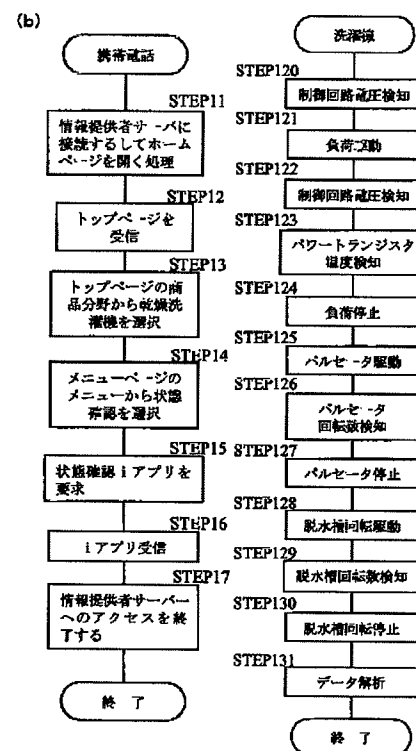 (b)
携帯電話
STEP11
情報提供者サーバに
接続するしてホーム
ページを開く処理
STEP12
トップページを
受信
STEP13
トップページの商
品分野から乾燥洗
濯機を選択
STEP14
メニューページの
メニューから状態
確認を選択
STEP15
状態確認iアプリを
要求
STEP16
iアプリ受信
STEP17
情報提供者サーバー
へのアクセスを終
了する
終 了
STEP120
制御回路電圧検知
STEP121
負荷
STEP122
制御回路電圧検知
STEP123
パワートランジスタ
温度検知
STEP124
負荷停止
STEP125
パルセータ駆動
STEP126
パルセータ
回転数検知
STEP127
パルセータ停止
STEP128
脱水槽回転駆動
STEP129
脱水槽回転数検知
STEP130
脱水槽回転停止
STEP131
データ解析
終 了